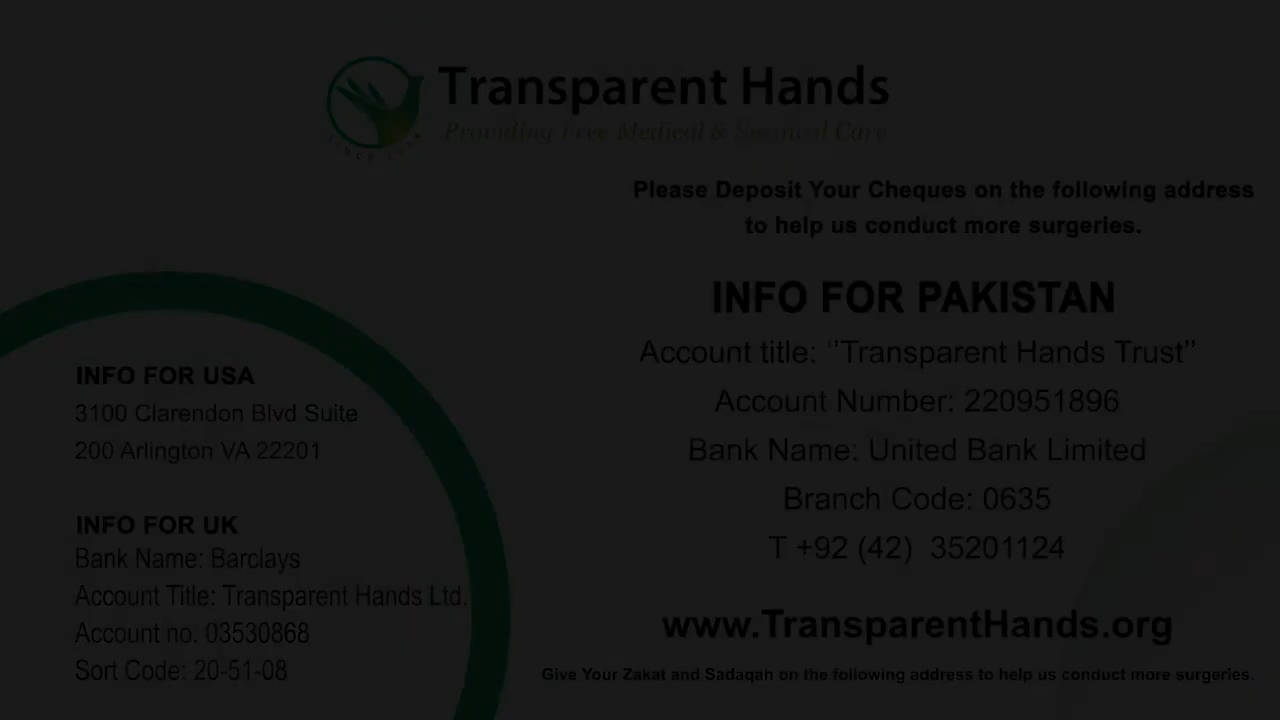 Transparent Hands
Providing Free Medical & Surgical Care
Please Deposit Your Cheques on the following address
to help us conduct more surgeries.
INFO FOR PAKISTAN
Account title: ‘’Transparent Hands Trust’’
Account Number: 220951896
Bank Name: United Bank Limited
Branch Code: 0635
T +92 (42) 35201124
www.TransparentHands.org
Give Your Zakat and Sadaqah on the following address to help us conduct more surgeries.
INFO FOR USA
3100 Clarendon Blvd Suite
200 Arlington VA 22201
INFO FOR UK
Bank Name: Barclays
Account Title: Transparent Hands Ltd.
Account no. 03530868
Sort Code: 20-51-08